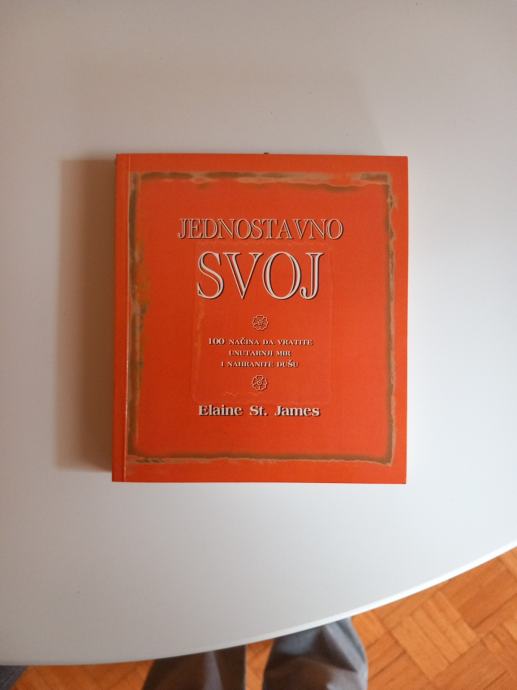 JEDNOSTAVNO
SVOJ
100 NAČINA DA VRATITE
UNUTARNJI MIR
I NAHRANITE DUŠU
Elaine St. James